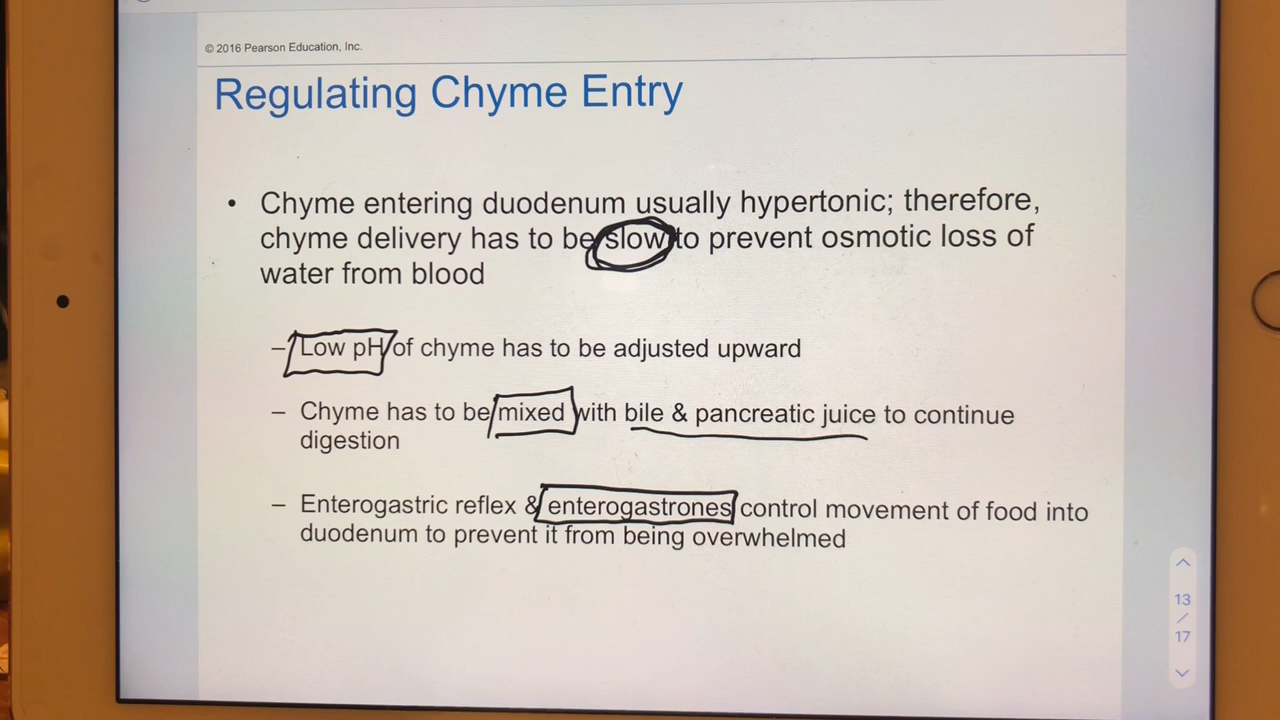 © 2016 Pearson Education, Inc.
Regulating Chyme Entry
• Chyme entering duodenum usually hypertonic; therefore,
chyme delivery has to be slow to prevent osmotic loss of
water from blood
– Low pH of chyme has to be adjusted upward
– Chyme has to be mixed with bile & pancreatic juice to continue
digestion
– Enterogastric reflex & enterogastrones control movement of food into
duodenum to prevent it from being overwhelmed
13
/
17